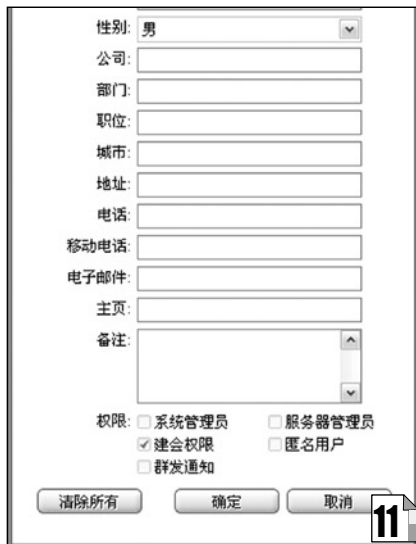 性别: 男
公司:
部门:
职位:
城市:
地址:
电话:
移动电话:
电子邮件:
主页:
备注:
权限: 系统管理员 服务器管理员
建会权限 匿名用户
群发通知
清除所有 确定 取消
11